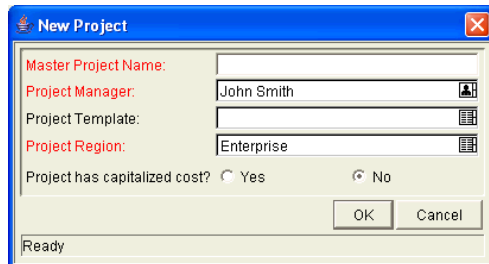 New Project
Master Project Name:
Project Manager: John Smith
Project Template:
Project Region: Enterprise
Project has capitalized cost? Yes No
OK Cancel
Ready